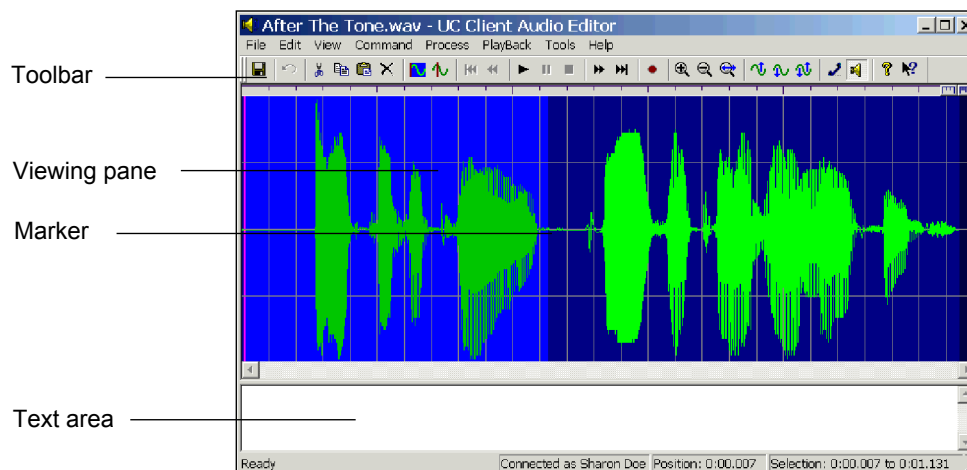 After The Tone.wav - UC Client Audio Editor
File Edit View Command Process PlayBack Tools Help
Toolbar
Viewing pane
Marker
Text area
Ready Connected as Sharon Doe Position: 0:00.007 Selection: 0:00.007 to 0:01.131